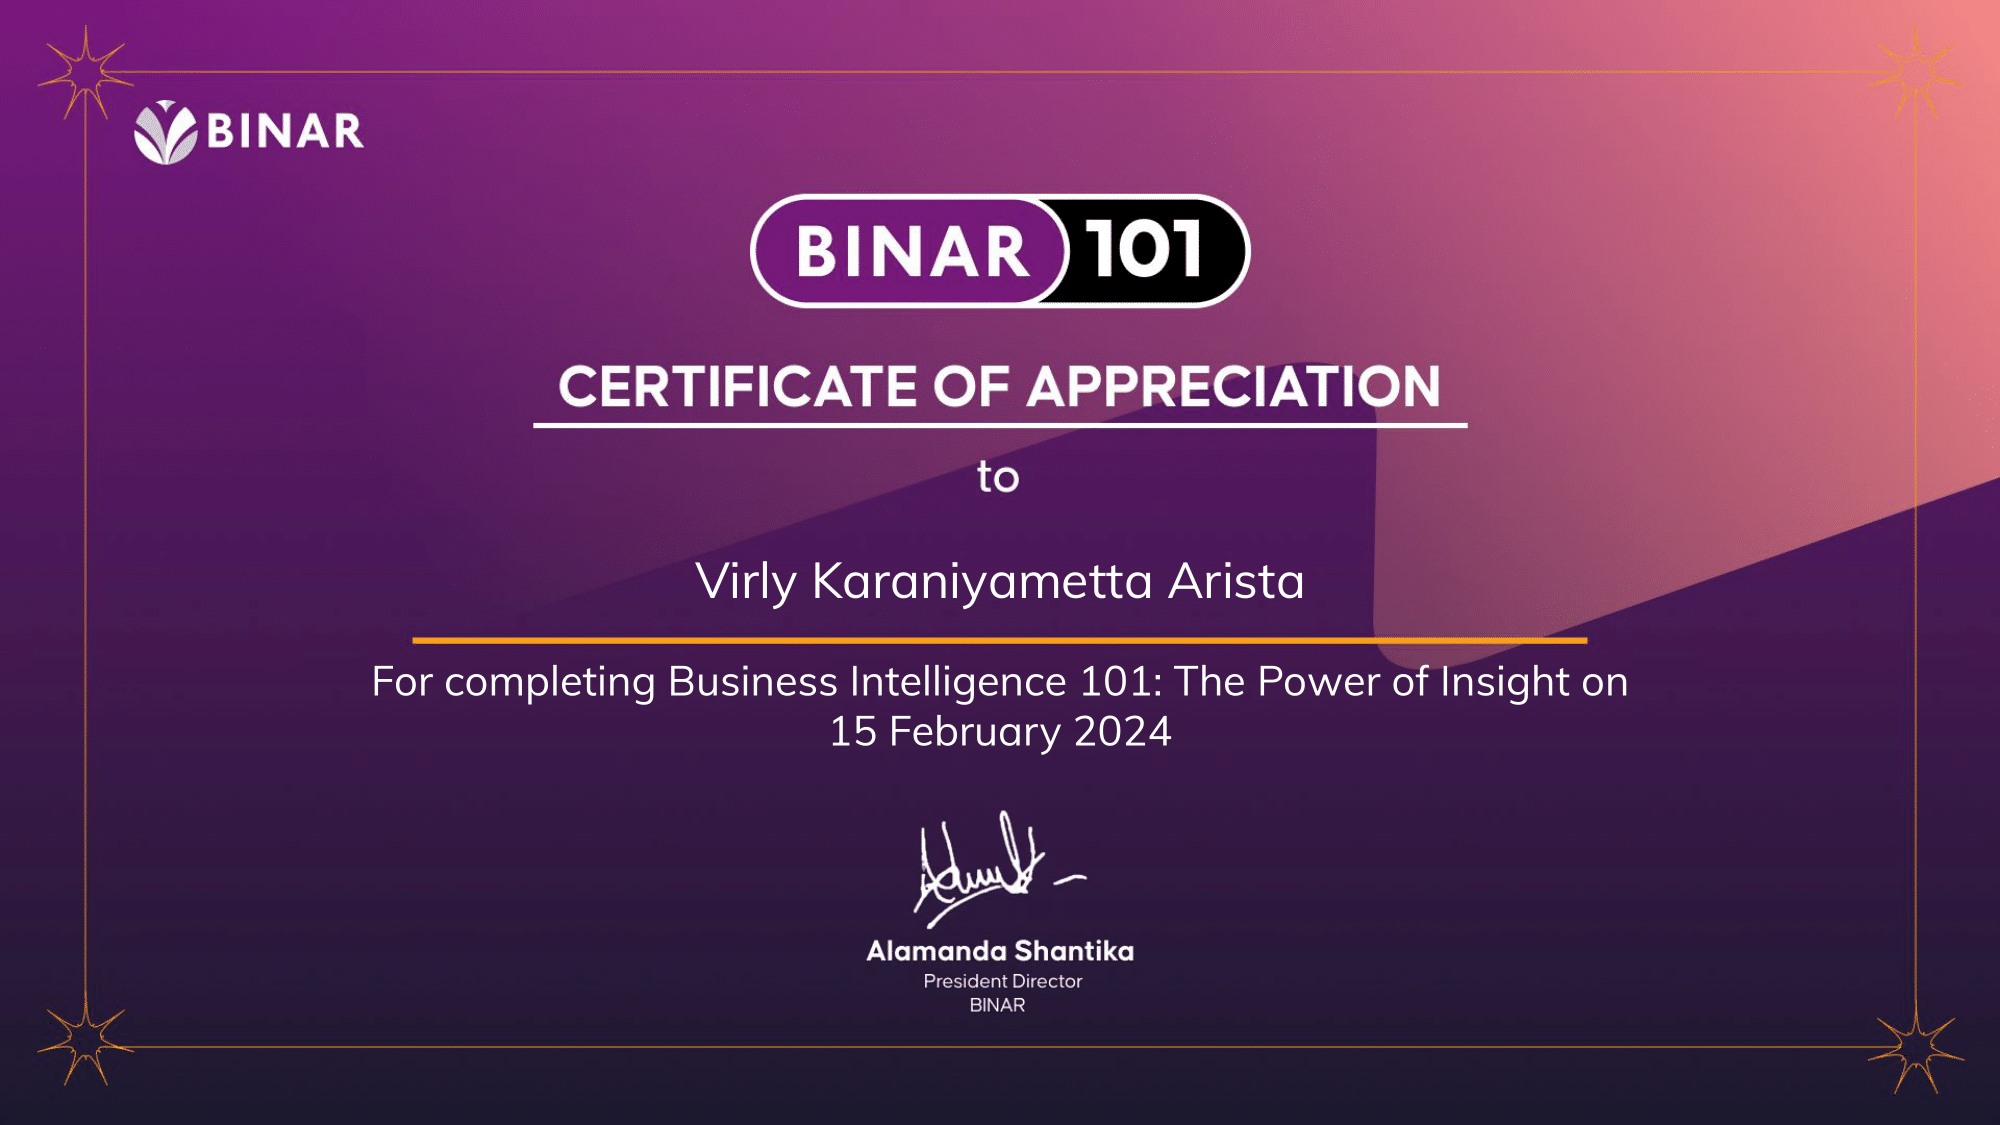 BINAR
BINAR 101
CERTIFICATE OF APPRECIATION
to
Virly Karaniyametta Arista
For completing Business Intelligence 101: The Power of Insight on
15 February 2024
Alamanda Shantika
President Director
BINAR